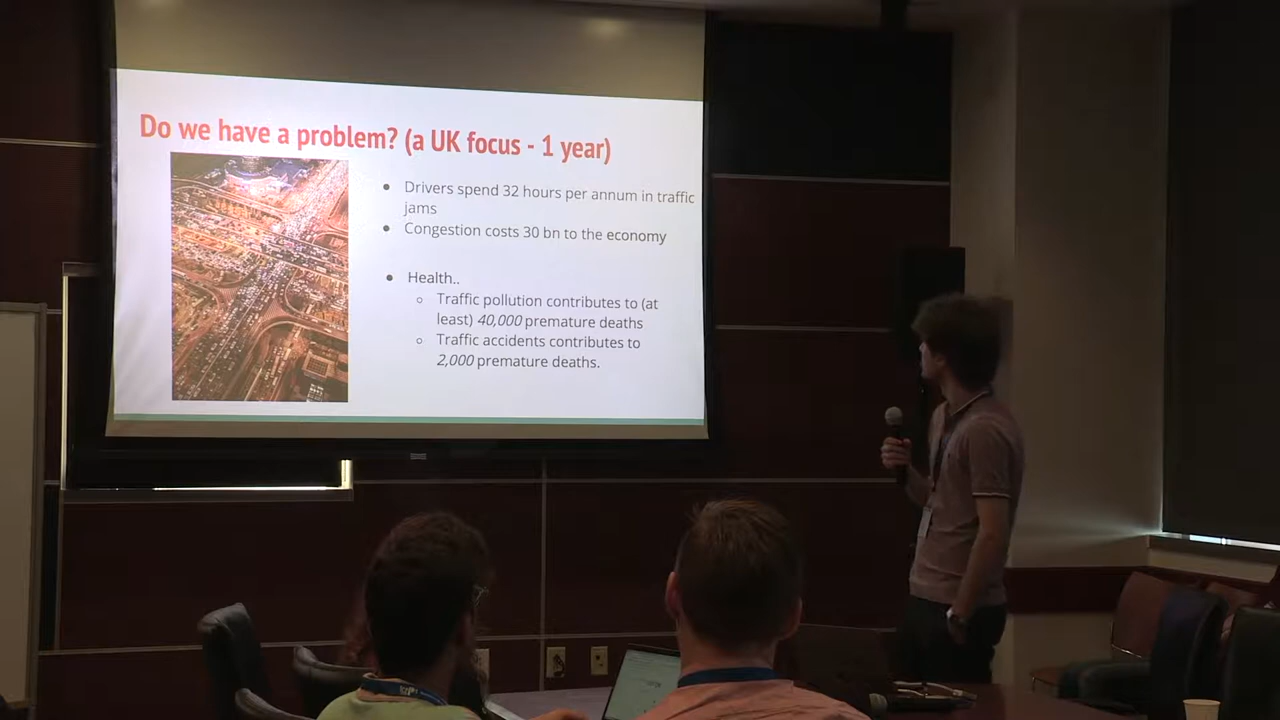 Do we have a problem? (a UK focus - 1 year)
● Drivers spend 32 hours per annum in traffic
jams
● Congestion costs 30 bn to the economy
● Health..
○ Traffic pollution contributes to (at
least) 40,000 premature deaths
○ Traffic accidents contributes to
2,000 premature deaths.